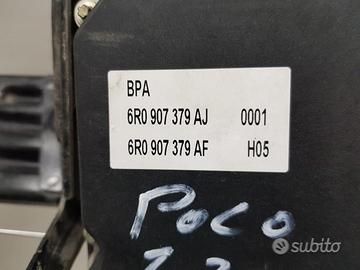 BPA
6R0 907 379 AJ 0001
6R0 907 379 AF H05
POCO
subito